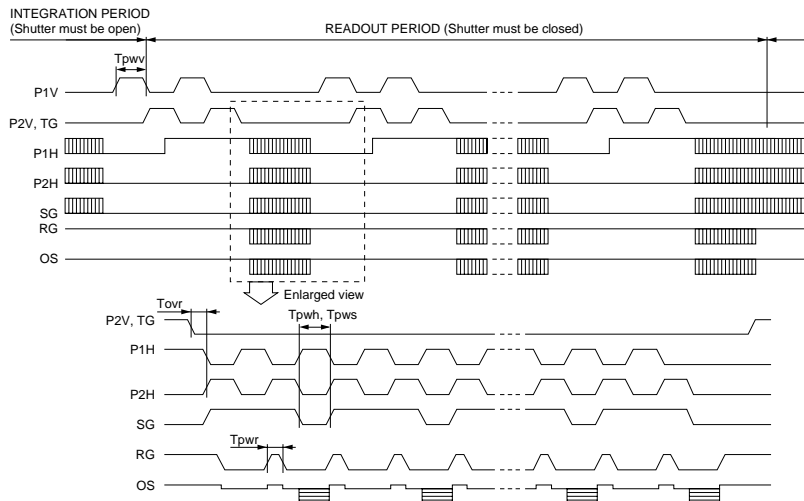 INTEGRATION PERIOD
(Shutter must be open)
READOUT PERIOD (Shutter must be closed)
Tpwv
P1V
P2V, TG
P1H
P2H
SG
RG
OS
Enlarged view
Tovr
Tpwh, Tpws
P2V, TG
P1H
P2H
SG
Tpwr
RG
OS